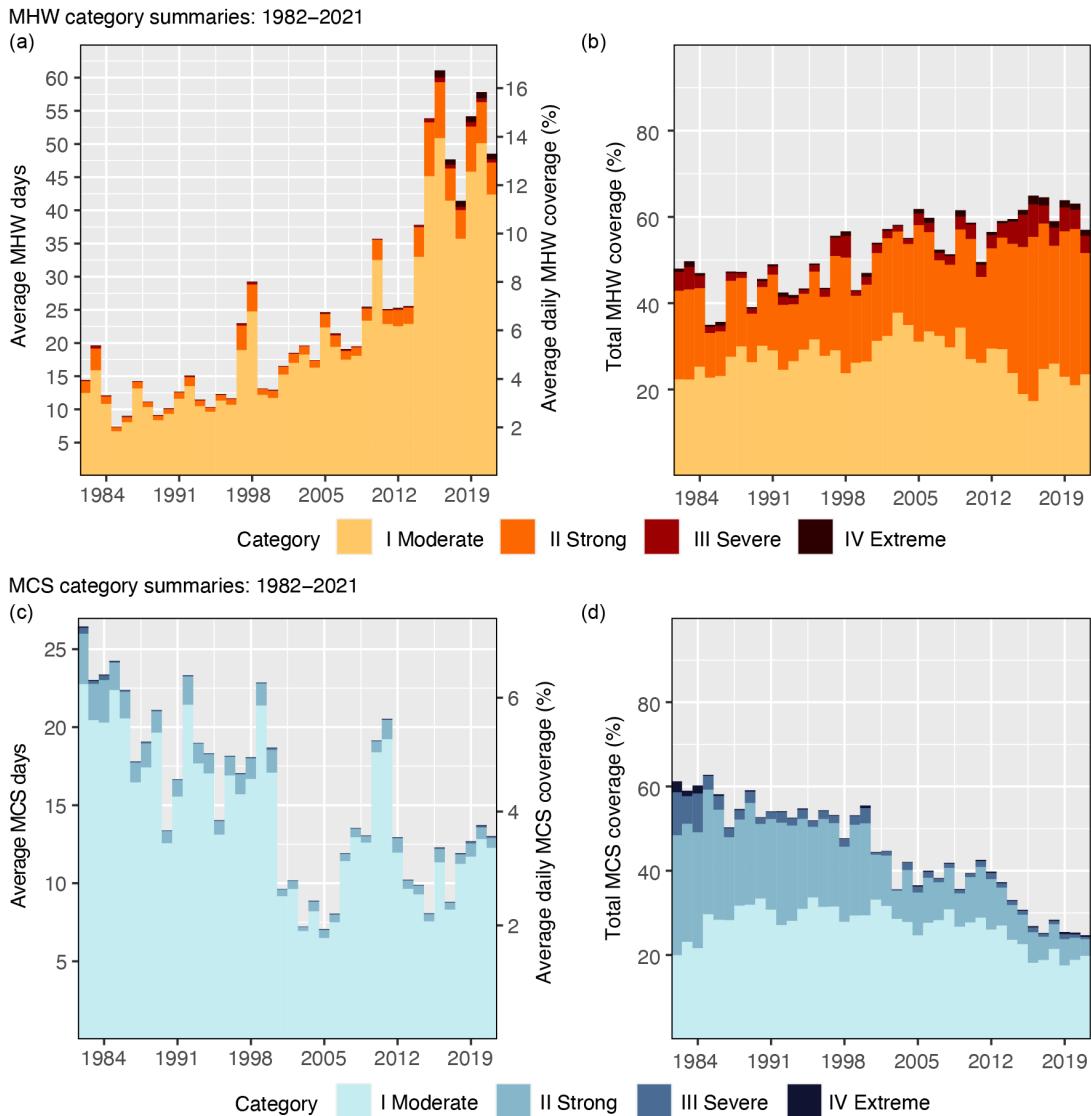 MHW category summaries: 1982–2021
(a)
60
55
50
45
40
35
30
25
20
15
10
5
Average MHW days
16
14
12
10
8
6
4
2
Average daily MHW coverage (%)
1984 1991 1998 2005 2012 2019
(b)
80
60
40
20
Total MHW coverage (%)
1984 1991 1998 2005 2012 2019
Category I Moderate II Strong III Severe IV Extreme
MCS category summaries: 1982–2021
(c)
25
20
15
10
5
Average MCS days
6
4
2
Average daily MCS coverage (%)
1984 1991 1998 2005 2012 2019
(d)
80
60
40
20
Total MCS coverage (%)
1984 1991 1998 2005 2012 2019
Category I Moderate II Strong III Severe IV Extreme